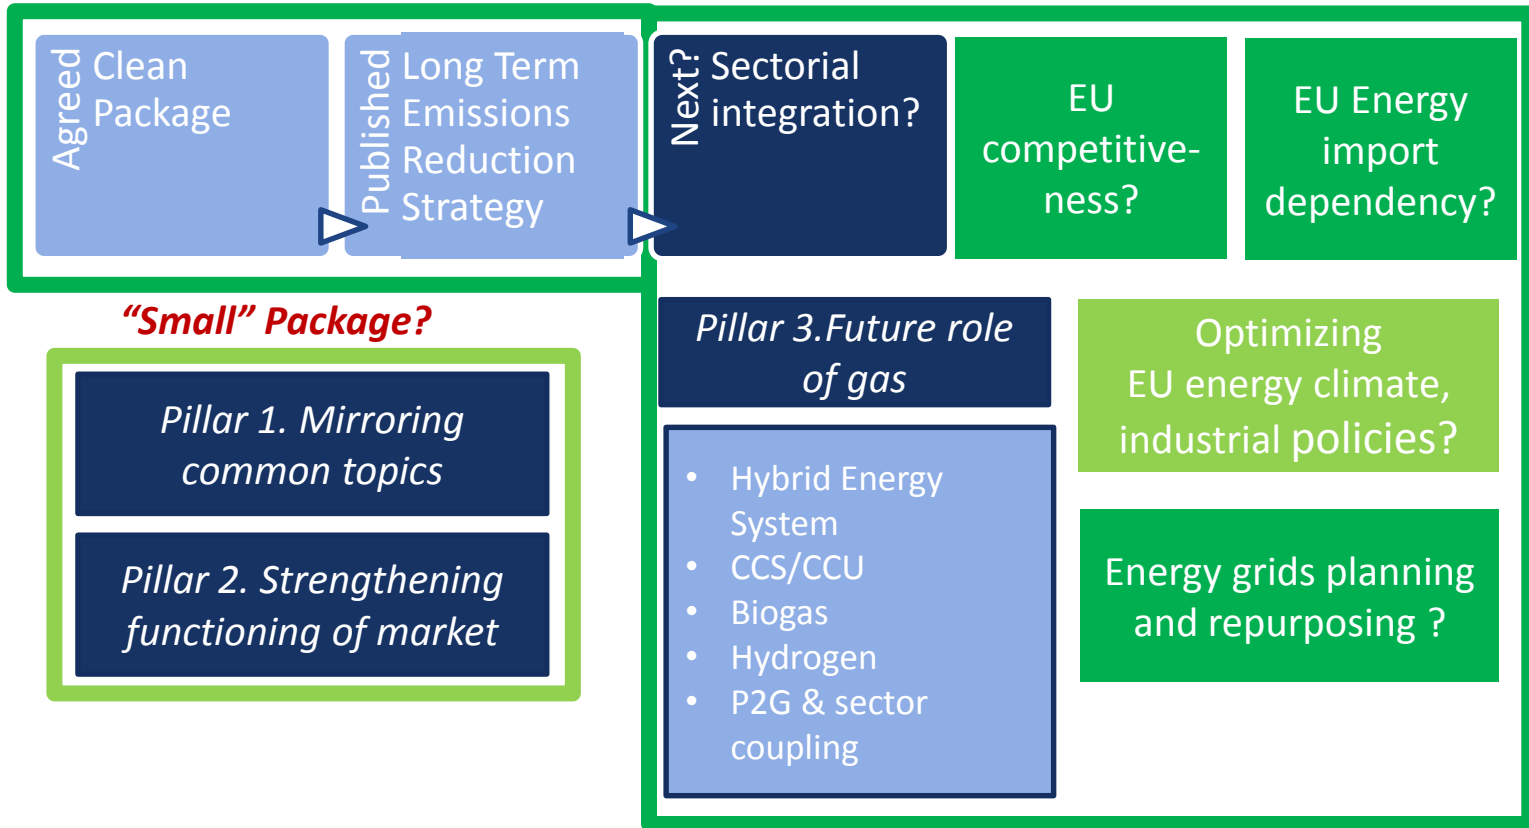 Agreed
Clean
Package
Published
Long Term
Emissions
Reduction
Strategy
Next?
Sectorial
integration?
EU
competitive-
ness?
EU Energy
import
dependency?
“Small” Package?
Pillar 1. Mirroring
common topics
Pillar 2. Strengthening
functioning of market
Pillar 3.Future role
of gas
• Hybrid Energy
System
• CCS/CCU
• Biogas
• Hydrogen
• P2G & sector
coupling
Optimizing
EU energy climate,
industrial policies?
Energy grids planning
and repurposing ?